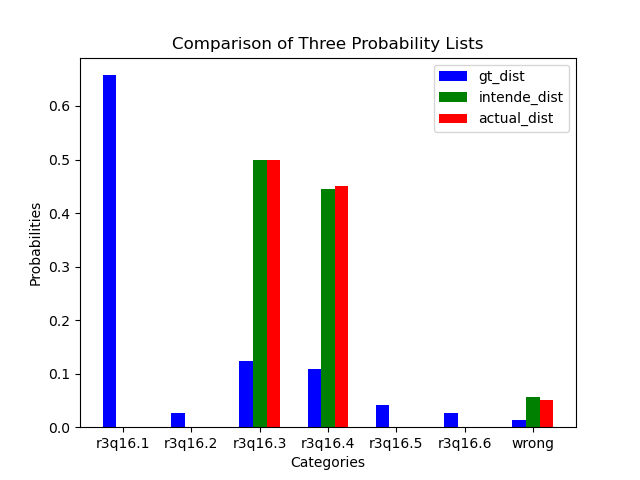 Comparison of Three Probability Lists
gt_dist
intende_dist
actual_dist
Probabilities
0.6
0.5
0.4
0.3
0.2
0.1
0.0
r3q16.1 r3q16.2 r3q16.3 r3q16.4 r3q16.5 r3q16.6 wrong
Categories